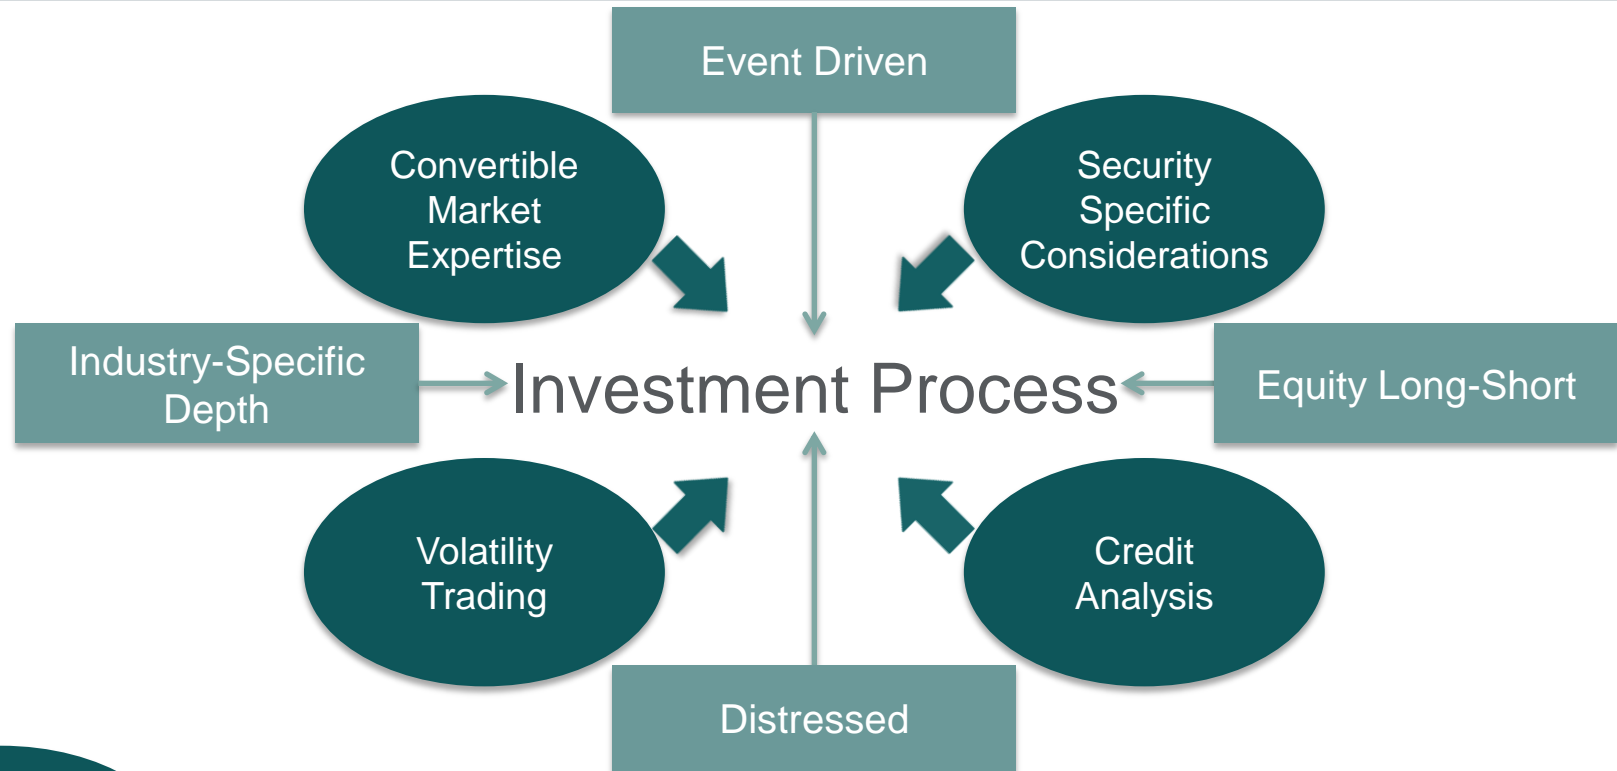 Event Driven
Convertible
Market
Expertise
Security
Specific
Considerations
Industry-Specific
Depth
Investment Process
Equity Long-Short
Volatility
Trading
Credit
Analysis
Distressed